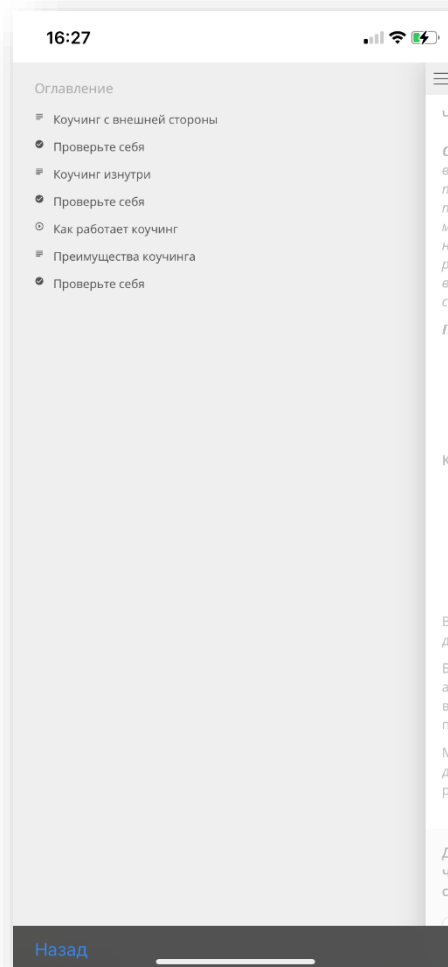 16:27
Оглавление
Коучинг с внешней стороны
Проверьте себя
Коучинг изнутри
Проверьте себя
Как работает коучинг
Преимущества коучинга
Проверьте себя
Назад